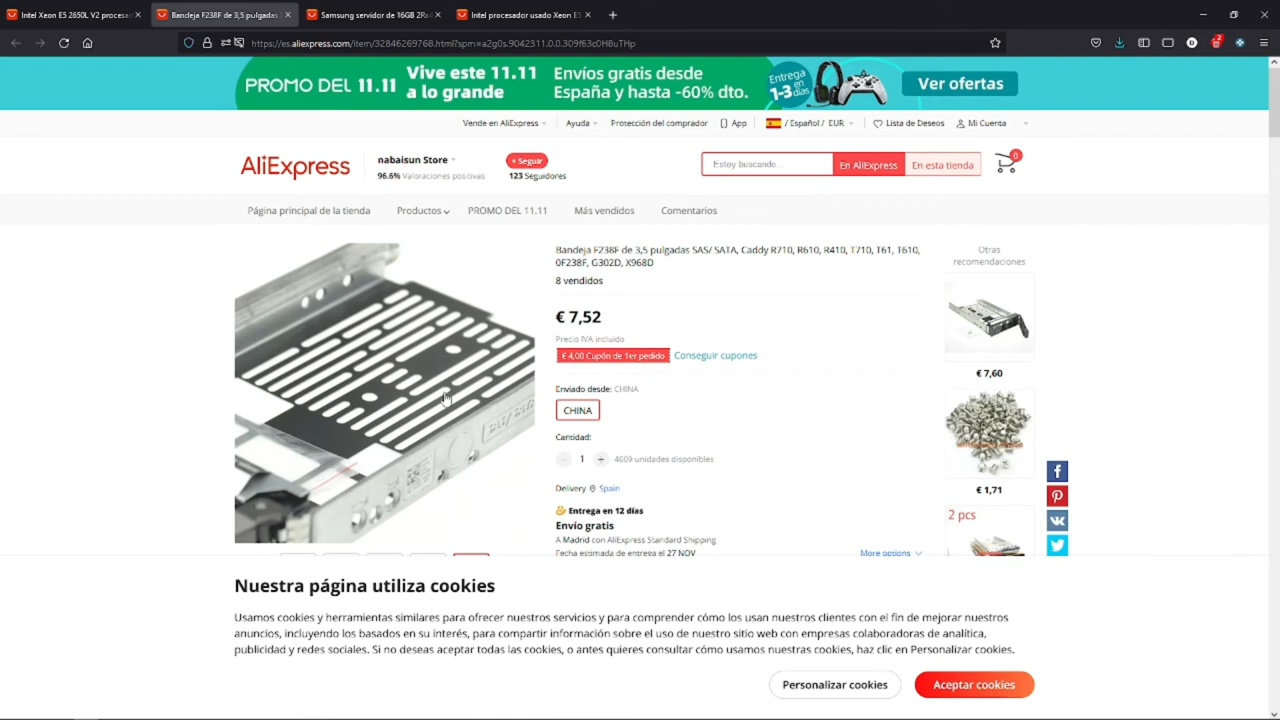 Intel Xeon E5 2650L V2 procesad
Bandeja F238F de 3,5 pulgadas S
Samsung servidor de 16GB 2Rx
Intel procesador usado Xeon E5
https://es.aliexpress.com/item/32846269768.html?spm=a2g0s.9042311.0.0.309f63c0H8uTHp
2
PROMO DEL 11.11
Vive este 11.11
a lo grande
Envíos gratis desde
España y hasta -60% dto.
Entrega
en
1-3 días
Ver ofertas
Vende en AliExpress
Ayuda
Protección del comprador
App
/ Español / EUR
Lista de Deseos
Mi Cuenta
AliExpress
nabaisun Store
96.6% Valoraciones positivas
+ Seguir
123 Seguidores
Estoy buscando...
En AliExpress
En esta tienda
0
Página principal de la tienda
Productos
PROMO DEL 11.11
Más vendidos
Comentarios
Bandeja F238F de 3,5 pulgadas SAS/ SATA, Caddy R710, R610, R410, T710, T61, T610,
0F238F, G302D, X968D
8 vendidos
€ 7,52
Precio IVA incluido
€ 4,00 Cupón de 1er pedido
Conseguir cupones
Enviado desde: CHINA
CHINA
Cantidad:
1
4609 unidades disponibles
Delivery
Spain
Entrega en 12 días
Envío gratis
A Madrid con AliExpress Standard Shipping
Fecha estimada de entrega el 27 NOV
More options
Otras
recomendaciones
€ 7,60
€ 1,71
2 pcs
Nuestra página utiliza cookies
Usamos cookies y herramientas similares para ofrecer nuestros servicios y para comprender cómo los usan nuestros clientes con el fin de mejorar nuestros
anuncios, incluyendo los basados en su interés, para compartir información sobre el uso de nuestro sitio web con empresas colaboradoras de analítica,
publicidad y redes sociales. Si no deseas aceptar todas las cookies, o antes quieres consultar cómo usamos nuestras cookies, haz clic en Personalizar cookies.
Personalizar cookies
Aceptar cookies